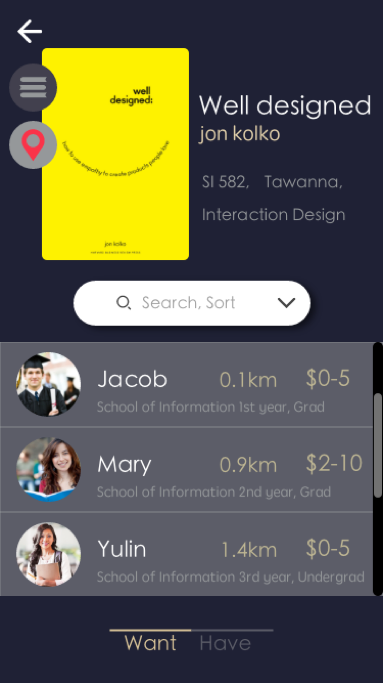 well
designed:
how to use empathy to create products people love
jon kolko
Well designed
jon kolko
SI 582, Tawanna,
Interaction Design
Search, Sort
Jacob 0.1km $0-5
School of Information 1st year, Grad
Mary 0.9km $2-10
School of Information 2nd year, Grad
Yulin 1.4km $0-5
School of Information 3rd year, Undergrad
Want Have